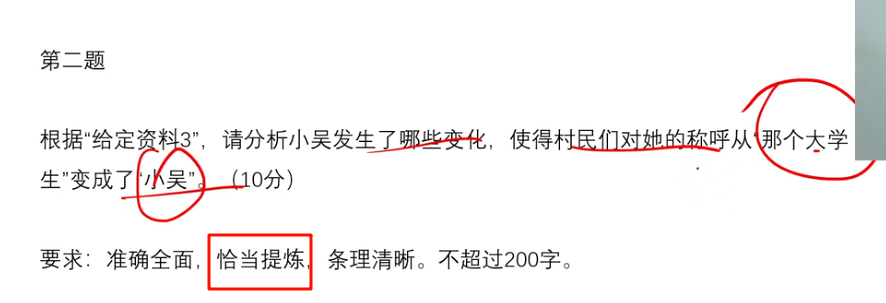 第二题
根据“给定资料3”，请分析小吴发生了哪些变化，使得村民们对她的称呼从“那个大学
生”变成了“小吴”。（10分）
要求：准确全面，恰当提炼，条理清晰。不超过200字。